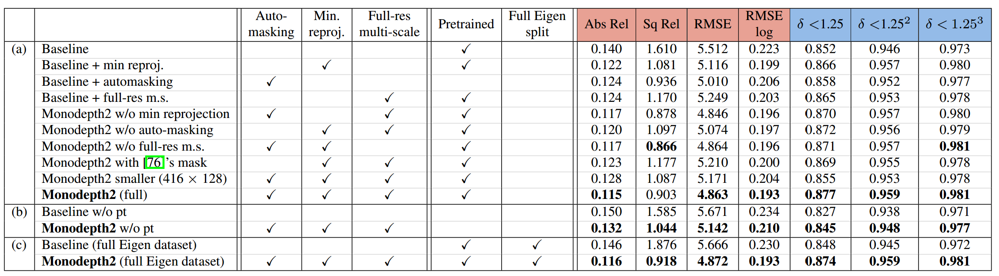 Auto-masking Min. reproj. Full-res multi-scale Pretrained Full Eigen split Abs Rel Sq Rel RMSE RMSE log δ <1.25 δ <1.25² δ < 1.25³
(a) Baseline ✓ 0.140 1.610 5.512 0.223 0.852 0.946 0.973
Baseline + min reproj. ✓ ✓ 0.122 1.081 5.116 0.199 0.866 0.957 0.980
Baseline + automasking ✓ 0.124 0.936 5.010 0.206 0.858 0.952 0.977
Baseline + full-res m.s. ✓ ✓ 0.124 1.170 5.249 0.203 0.865 0.953 0.978
Monodepth2 w/o min reprojection ✓ ✓ ✓ 0.117 0.878 4.846 0.196 0.870 0.957 0.980
Monodepth2 w/o auto-masking ✓ ✓ ✓ 0.120 1.097 5.074 0.197 0.872 0.956 0.979
Monodepth2 w/o full-res m.s. ✓ ✓ ✓ 0.117 0.866 4.864 0.196 0.871 0.957 0.981
Monodepth2 with [76]'s mask ✓ ✓ ✓ 0.123 1.177 5.210 0.200 0.869 0.955 0.978
Monodepth2 smaller (416 × 128) ✓ ✓ ✓ ✓ 0.128 1.087 5.171 0.204 0.855 0.953 0.978
Monodepth2 (full) ✓ ✓ ✓ ✓ 0.115 0.903 4.863 0.193 0.877 0.959 0.981
(b) Baseline w/o pt 0.150 1.585 5.671 0.234 0.827 0.938 0.971
Monodepth2 w/o pt ✓ ✓ ✓ 0.132 1.044 5.142 0.210 0.845 0.948 0.977
(c) Baseline (full Eigen dataset) ✓ ✓ 0.146 1.876 5.666 0.230 0.848 0.945 0.972
Monodepth2 (full Eigen dataset) ✓ ✓ ✓ ✓ ✓ 0.116 0.918 4.872 0.193 0.874 0.959 0.981